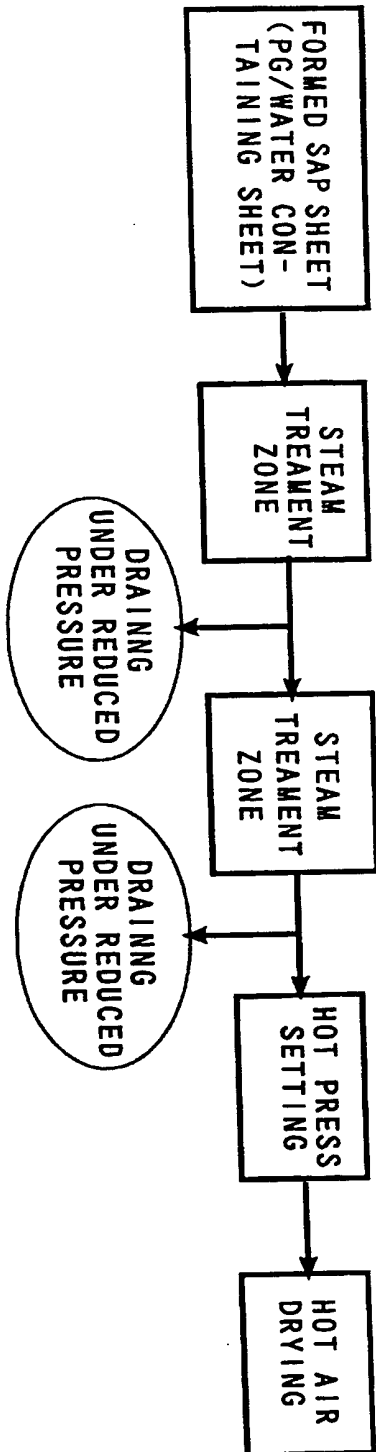 FORMED SAP SHEET
(PG/WATER CON-
TAINING SHEET)
STEAM
TREAMENT
ZONE
DRAINNG
UNDER REDUCED
PRESSURE
STEAM
TREAMENT
ZONE
DRAINNG
UNDER REDUCED
PRESSURE
HOT PRESS
SETTING
HOT AIR
DRYING